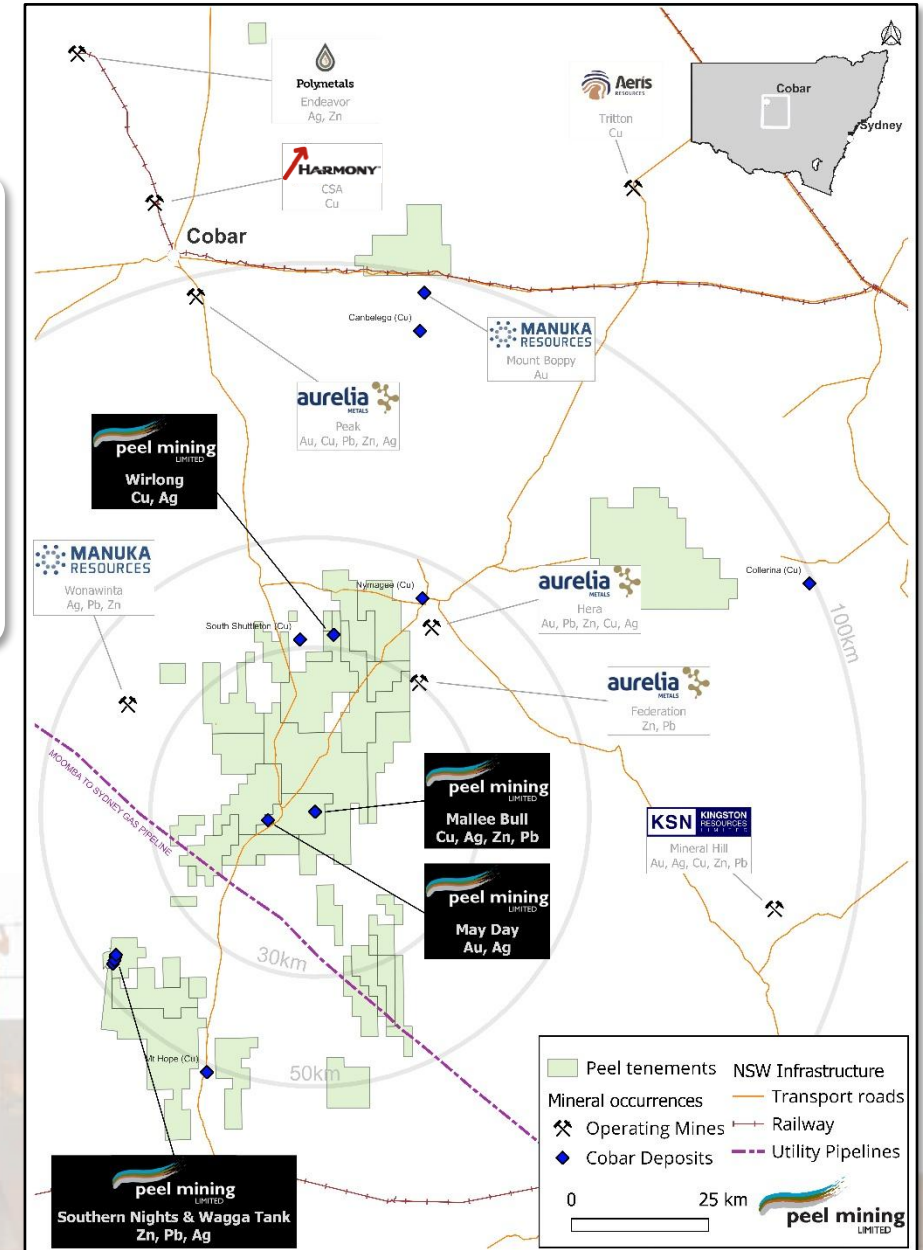 Polymetals
Endeavor
Ag, Zn
HARMONY™
CSA
Cu
Aeris
RESOURCES
Tritton
Cu
Cobar
Sydney
Cobar
Canbelego (Cu)
MANUKA
RESOURCES
Mount Boppy
Au
aurelia
METALS
Peak
Au, Cu, Pb, Zn, Ag
peel mining
LIMITED
Wirlong
Cu, Ag
MANUKA
RESOURCES
Wonawinta
Ag, Pb, Zn
Nymagee (Cu)
South Shuttleton (Cu)
aurelia
METALS
Hera
Au, Pb, Zn, Cu, Ag
Collerina (Cu)
100km
aurelia
METALS
Federation
Zn, Pb
MOOMBA TO SYDNEY GAS PIPELINE
peel mining
LIMITED
Mallee Bull
Cu, Ag, Zn, Pb
KSN KINGSTON
RESOURCES
LIMITED
Mineral Hill
Au, Ag, Cu, Zn, Pb
peel mining
LIMITED
May Day
Au, Ag
30km
Mt Hope (Cu)
50km
peel mining
LIMITED
Southern Nights & Wagga Tank
Zn, Pb, Ag
Peel tenements
Mineral occurrences
Operating Mines
Cobar Deposits
NSW Infrastructure
Transport roads
Railway
Utility Pipelines
0 25 km
peel mining
LIMITED